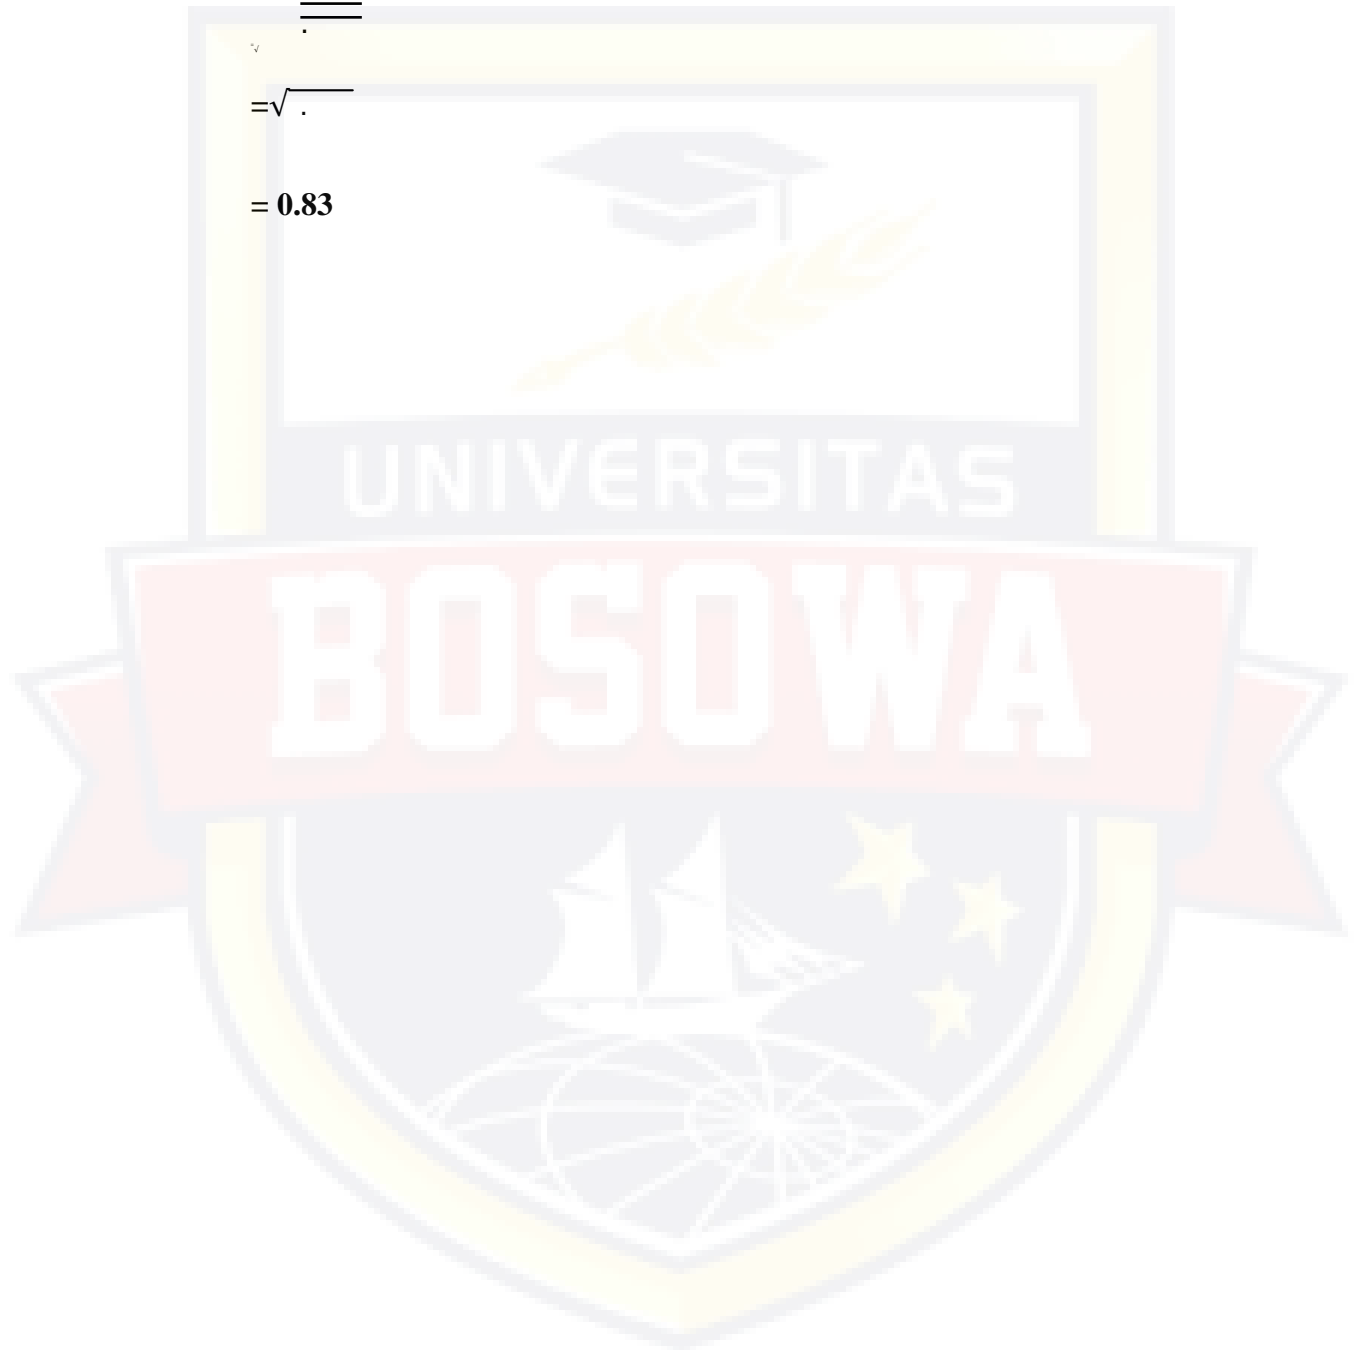 =√ .
= 0.83
UNIVERSITAS
BOSOWA